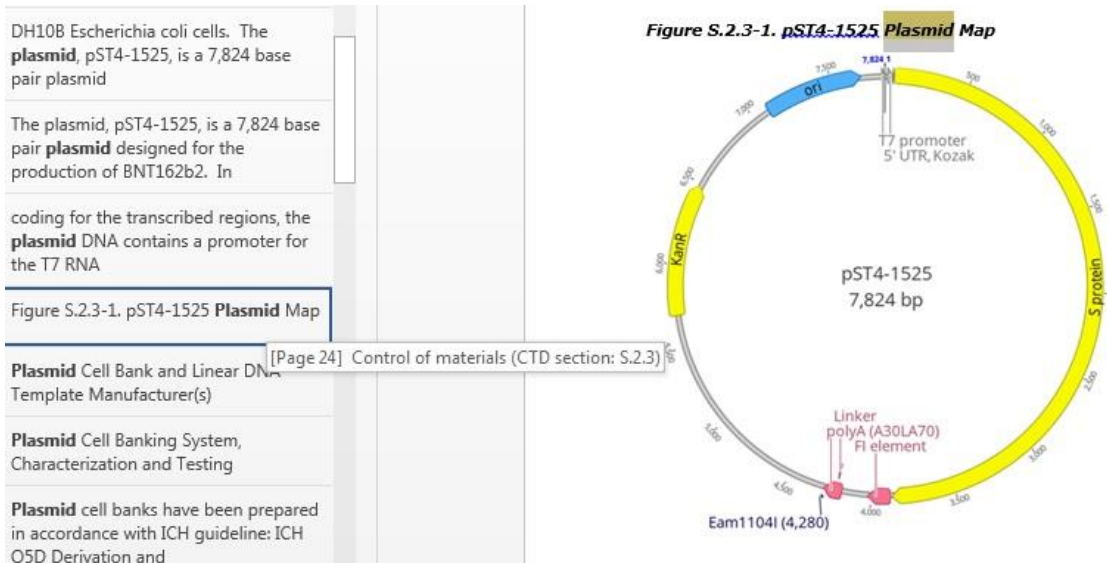 DH10B Escherichia coli cells. The
plasmid, pST4-1525, is a 7,824 base
pair plasmid
The plasmid, pST4-1525, is a 7,824 base
pair plasmid designed for the
production of BNT162b2. In
coding for the transcribed regions, the
plasmid DNA contains a promoter for
the T7 RNA
Figure S.2.3-1. pST4-1525 Plasmid Map
[Page 24] Control of materials (CTD section: S.2.3)
Plasmid Cell Bank and Linear DNA
Template Manufacturer(s)
Plasmid Cell Banking System,
Characterization and Testing
Plasmid cell banks have been prepared
in accordance with ICH guideline: ICH
Q5D Derivation and
Figure S.2.3-1. pST4-1525 Plasmid Map
7,824 1
500
1,000
1,500
2,500
3,000
3,500
4,000
4,500
5,000
6,000
6,500
7,000
7,500
ori
T7 promoter
5' UTR, Kozak
KanR
S protein
pST4-1525
7,824 bp
Linker
polyA (A30LA70)
FI element
Eam1104I (4,280)